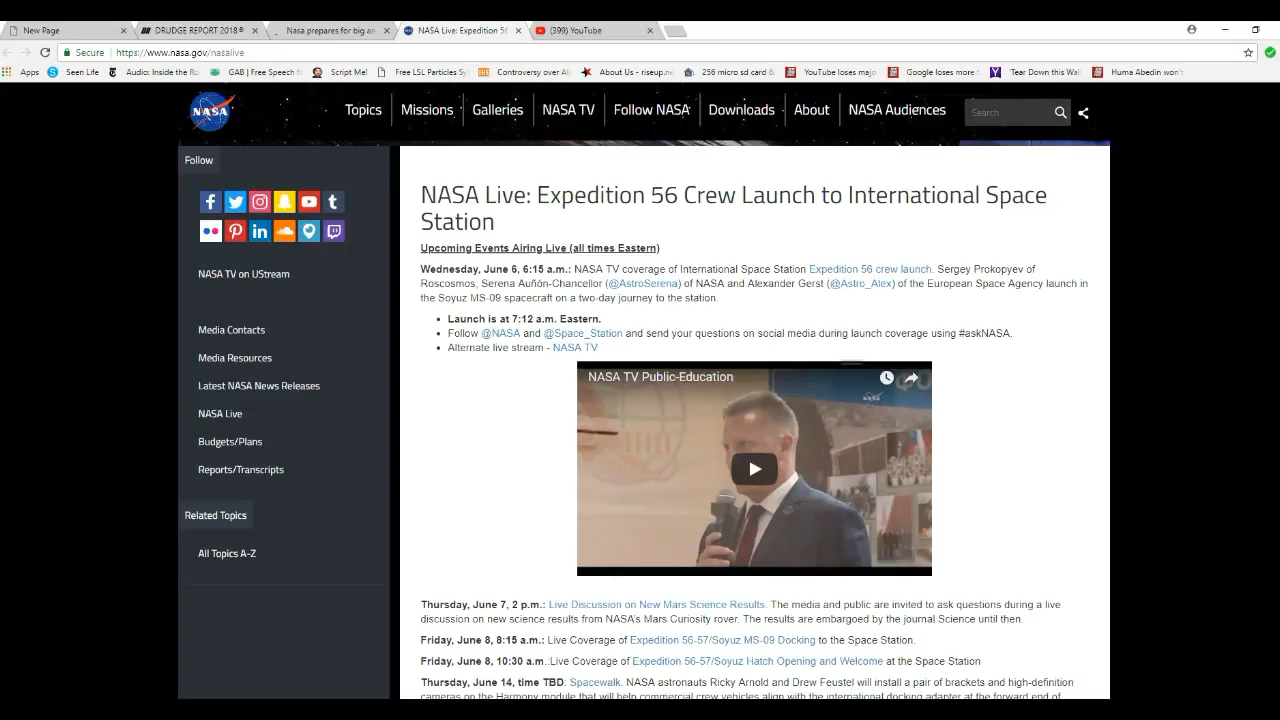 New Page
DRUDGE REPORT 2018®
Nasa prepares for big an
NASA Live: Expedition 56
(399) YouTube
Secure
https://www.nasa.gov/nasalive
Apps
Seen Life
Audio: Inside the Ro
GAB | Free Speech f
Script Me!
Free LSL Particles Sy
Controversy over Ali
About Us - riseup.ne
256 micro sd card &
YouTube loses majo
Google loses more
'Tear Down this Wal
Huma Abedin won't
NASA
Topics
Missions
Galleries
NASA TV
Follow NASA
Downloads
About
NASA Audiences
Search
Follow
NASA TV on UStream
Media Contacts
Media Resources
Latest NASA News Releases
NASA Live
Budgets/Plans
Reports/Transcripts
Related Topics
All Topics A-Z
NASA Live: Expedition 56 Crew Launch to International Space
Station
Upcoming Events Airing Live (all times Eastern)
Wednesday, June 6, 6:15 a.m.: NASA TV coverage of International Space Station Expedition 56 crew launch. Sergey Prokopyev of
Roscosmos, Serena Auñón-Chancellor (@AstroSerena) of NASA and Alexander Gerst (@Astro_Alex) of the European Space Agency launch in
the Soyuz MS-09 spacecraft on a two-day journey to the station.
• Launch is at 7:12 a.m. Eastern.
• Follow @NASA and @Space_Station and send your questions on social media during launch coverage using #askNASA.
• Alternate live stream - NASA TV
NASA TV Public-Education
Thursday, June 7, 2 p.m.: Live Discussion on New Mars Science Results. The media and public are invited to ask questions during a live
discussion on new science results from NASA's Mars Curiosity rover. The results are embargoed by the journal Science until then.
Friday, June 8, 8:15 a.m.: Live Coverage of Expedition 56-57/Soyuz MS-09 Docking to the Space Station.
Friday, June 8, 10:30 a.m.:Live Coverage of Expedition 56-57/Soyuz Hatch Opening and Welcome at the Space Station
Thursday, June 14, time TBD: Spacewalk. NASA astronauts Ricky Arnold and Drew Feustel will install a pair of brackets and high-definition
cameras on the Harmony module that will help commercial crew vehicles align with the international docking adapter at the forward end of